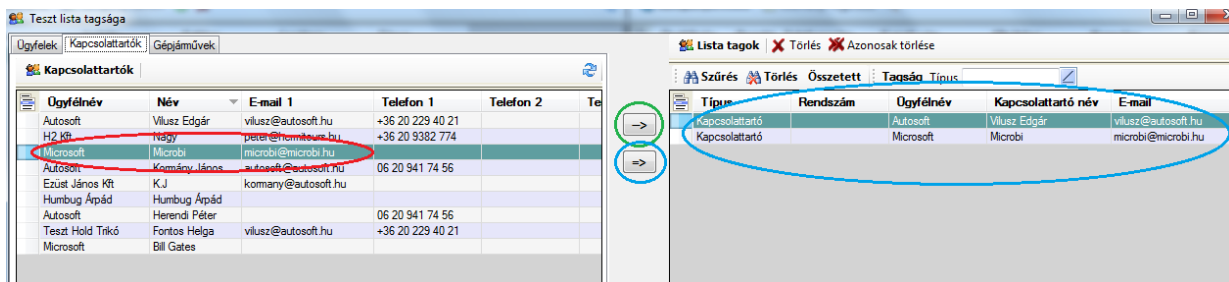 Teszt lista tagsága
Ügyfelek Kapcsolattartók Gépjárművek
Kapcsolattartók
Ügyfélnév Név E-mail 1 Telefon 1 Telefon 2 Te
Autosoft Vilusz Edgár vilusz@autosoft.hu +36 20 229 40 21
H2 Kft Nagy +36 20 9382 774
Microsoft Microbi microbi@microbi.hu
Autosoft Kormány János autosoft@autosoft.hu 06 20 941 74 56
Ezüst János Kft K.J kormany@autosoft.hu
Humbug Árpád Humbug Árpád
Autosoft Herendi Péter 06 20 941 74 56
Teszt Hold Trikó Fontos Helga vilusz@autosoft.hu +36 20 229 40 21
Microsoft Bill Gates
-->
=>
Lista tagok Törlés Azonosak törlése
Szűrés Törlés Összetett Tagság Típus
Típus Rendszám Ügyfélnév Kapcsolattartó név E-mail
Kapcsolattartó Autosoft Vilusz Edgár vilusz@autosoft.hu
Kapcsolattartó Microsoft Microbi microbi@microbi.hu